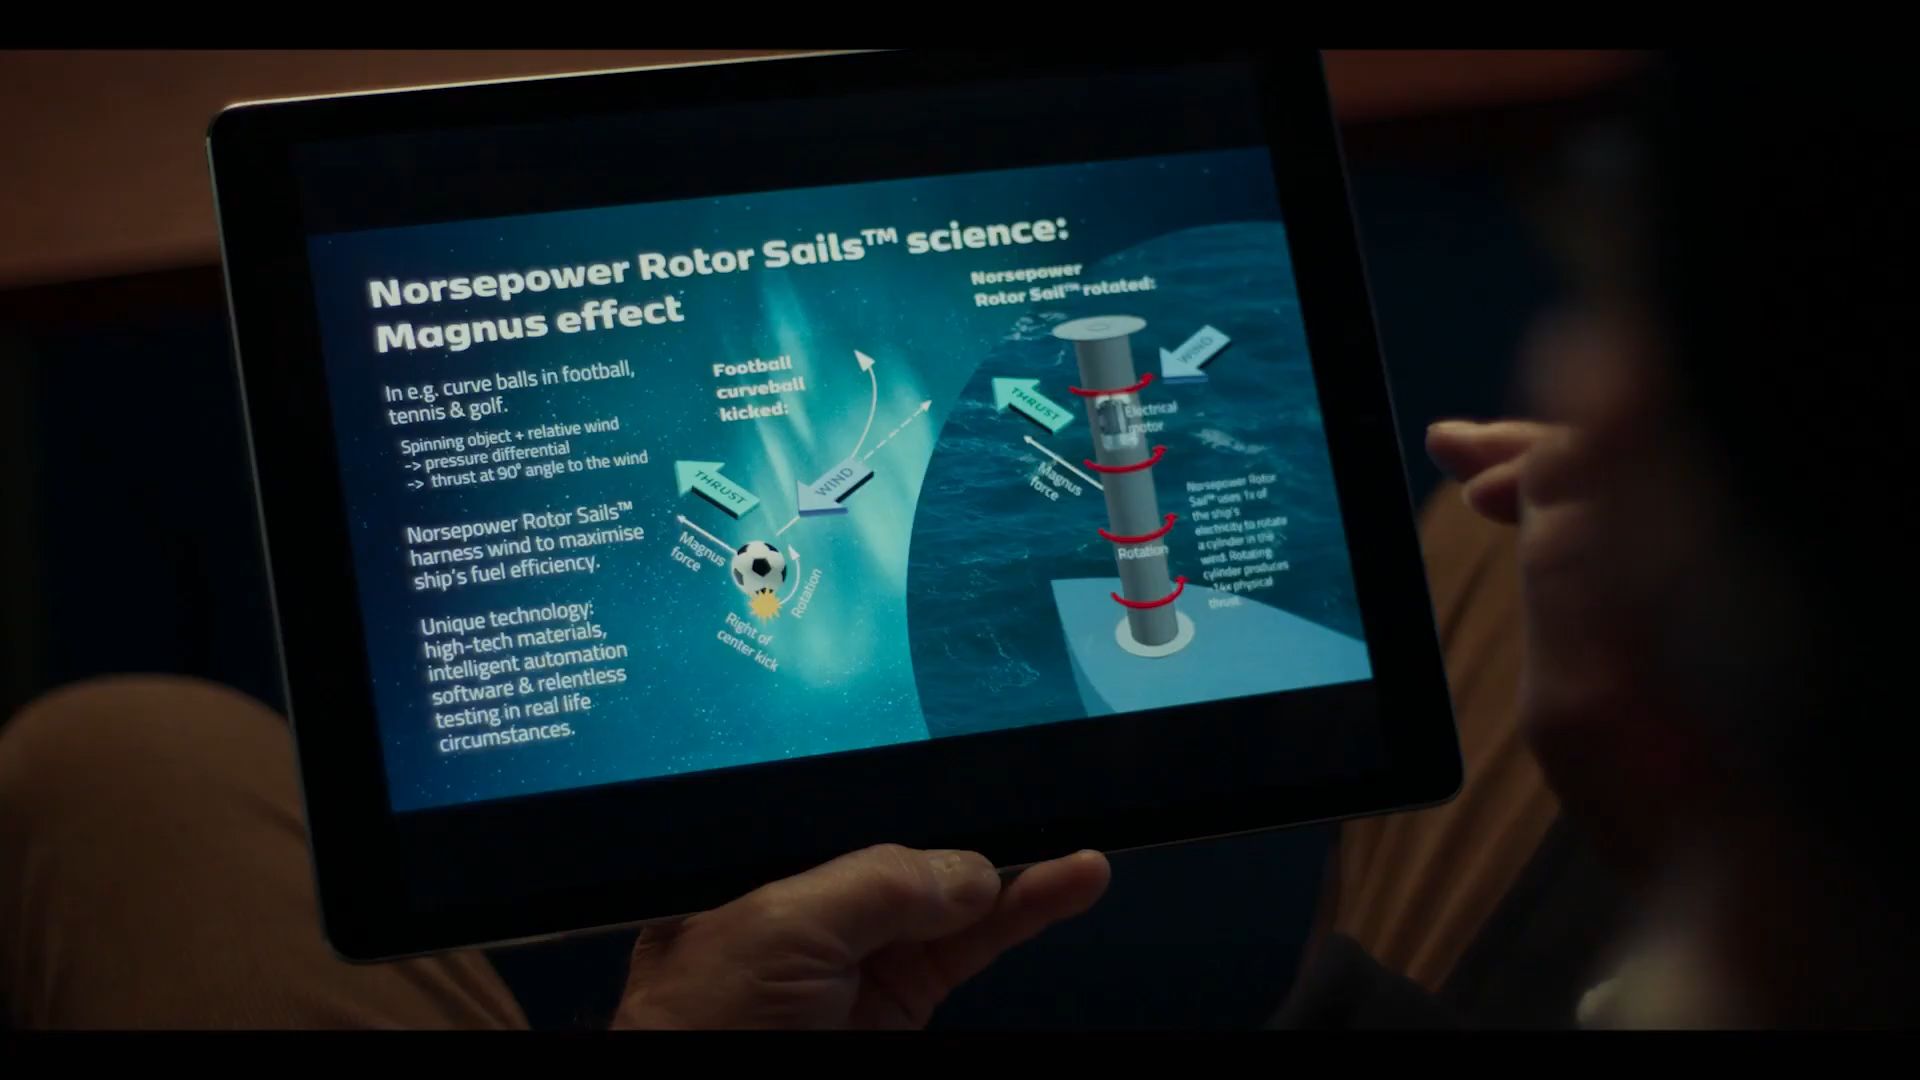 Norsepower Rotor Sails™ science:
Magnus effect
In e.g. curve balls in football,
tennis & golf.
Spinning object + relative wind
-> pressure differential
-> thrust at 90° angle to the wind
Norsepower Rotor Sails™
harness wind to maximise
ship's fuel efficiency.
Unique technology:
high-tech materials,
intelligent automation
software & relentless
testing in real life
circumstances.
Football
curveball
kicked:
THRUST
WIND
Magnus
force
Rotation
Right of
center kick
Norsepower
Rotor Sail™ rotated:
WIND
THRUST
Electrical
motor
Magnus
force
Rotation
Norsepower Rotor
Sail™ uses 1x of
the ship's
electricity to rotate
a cylinder in the
wind. Rotating
cylinder produces
physical
thrust.